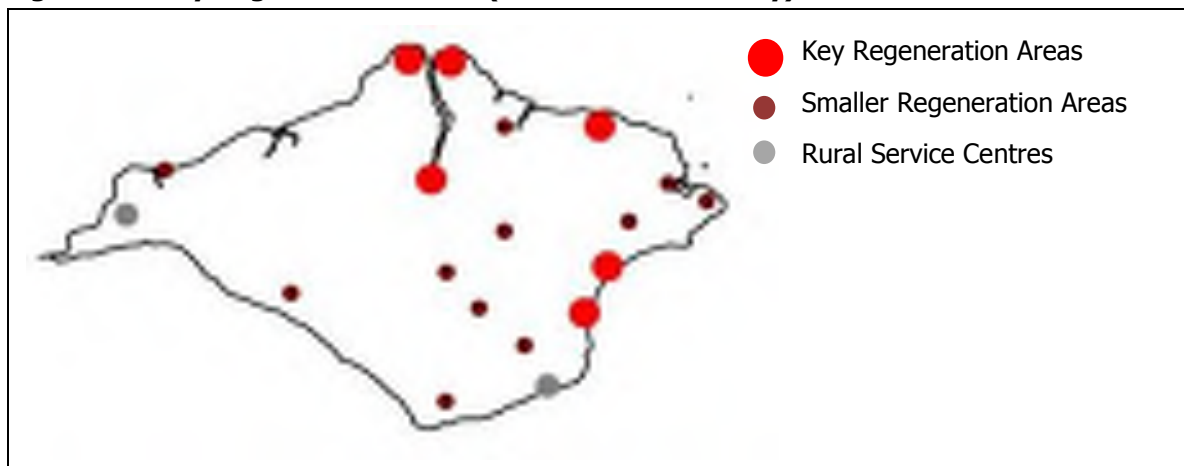 Key Regeneration Areas
Smaller Regeneration Areas
Rural Service Centres